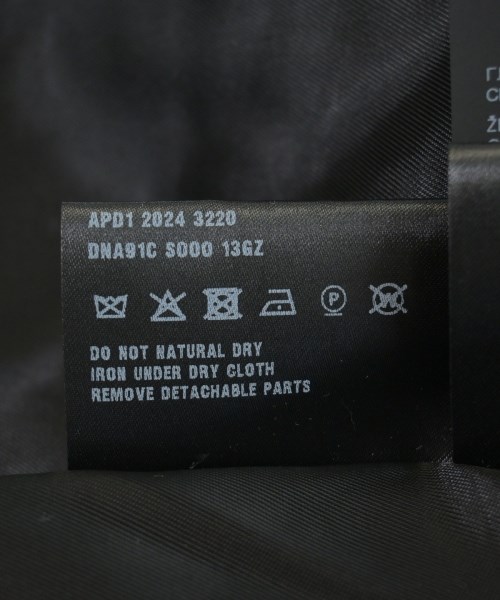 APD1 2024 3220
DNA91C S000 13GZ
P
W
DO NOT NATURAL DRY
IRON UNDER DRY CLOTH
REMOVE DETACHABLE PARTS